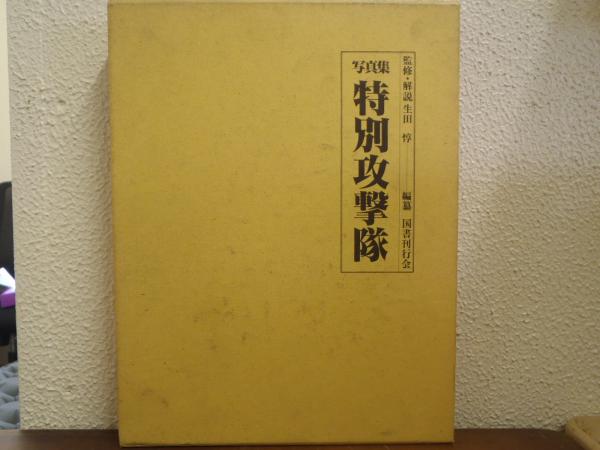 写真集
特別攻撃隊
監修・解説 生田 惇
編纂 国書刊行会